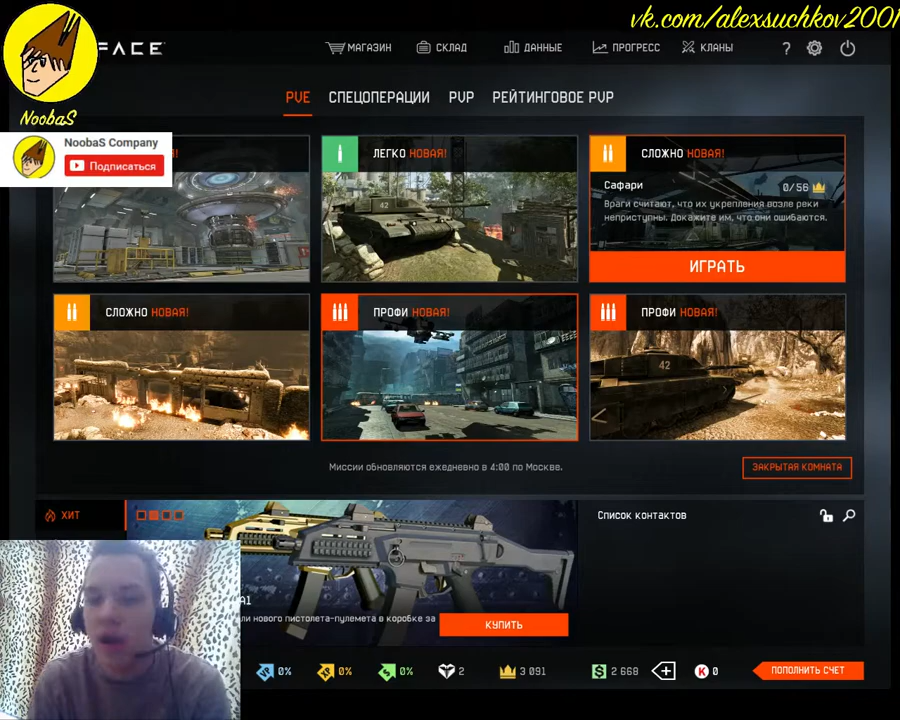 vk.com/alexsuchkov2001
FACE
МАГАЗИН
СКЛАД
ДАННЫЕ
ПРОГРЕСС
КЛАНЫ
?
NoobaS
PVE
СПЕЦОПЕРАЦИИ
PVP
РЕЙТИНГОВОЕ PVP
NoobaS Company
Подписаться
ЛЕГКО НОВАЯ!
СЛОЖНО НОВАЯ!
42
Сафари
0/56
Враги считают, что их укрепления возле реки
неприступны. Докажите им, что они ошибаются.
ИГРАТЬ
СЛОЖНО НОВАЯ!
ПРОФИ НОВАЯ!
ПРОФИ НОВАЯ!
42
Миссии обновляются ежедневно в 4:00 по Москве.
ЗАКРЫТАЯ КОМНАТА
ХИТ
Список контактов
A1
ли нового пистолета-пулемета в коробке за
КУПИТЬ
0%
0%
0%
2
3 091
2 668
K 0
ПОПОЛНИТЬ СЧЕТ